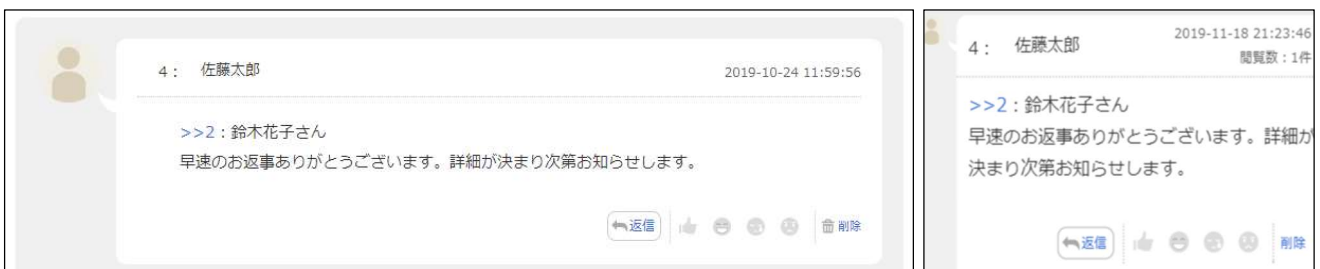 4： 佐藤太郎
2019-10-24 11:59:56
>>2：鈴木花子さん
早速のお返事ありがとうございます。詳細が決まり次第お知らせします。
返信
削除
4： 佐藤太郎
2019-11-18 21:23:46
閲覧数：1件
>>2：鈴木花子さん
早速のお返事ありがとうございます。詳細が
決まり次第お知らせします。
返信
削除